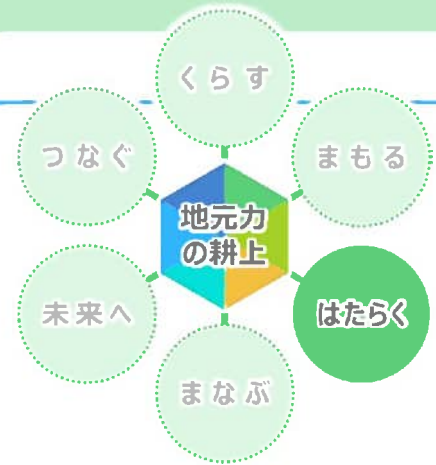 くらす
つなぐ
まもる
地元力
の耕上
未来へ
はたらく
まなぶ